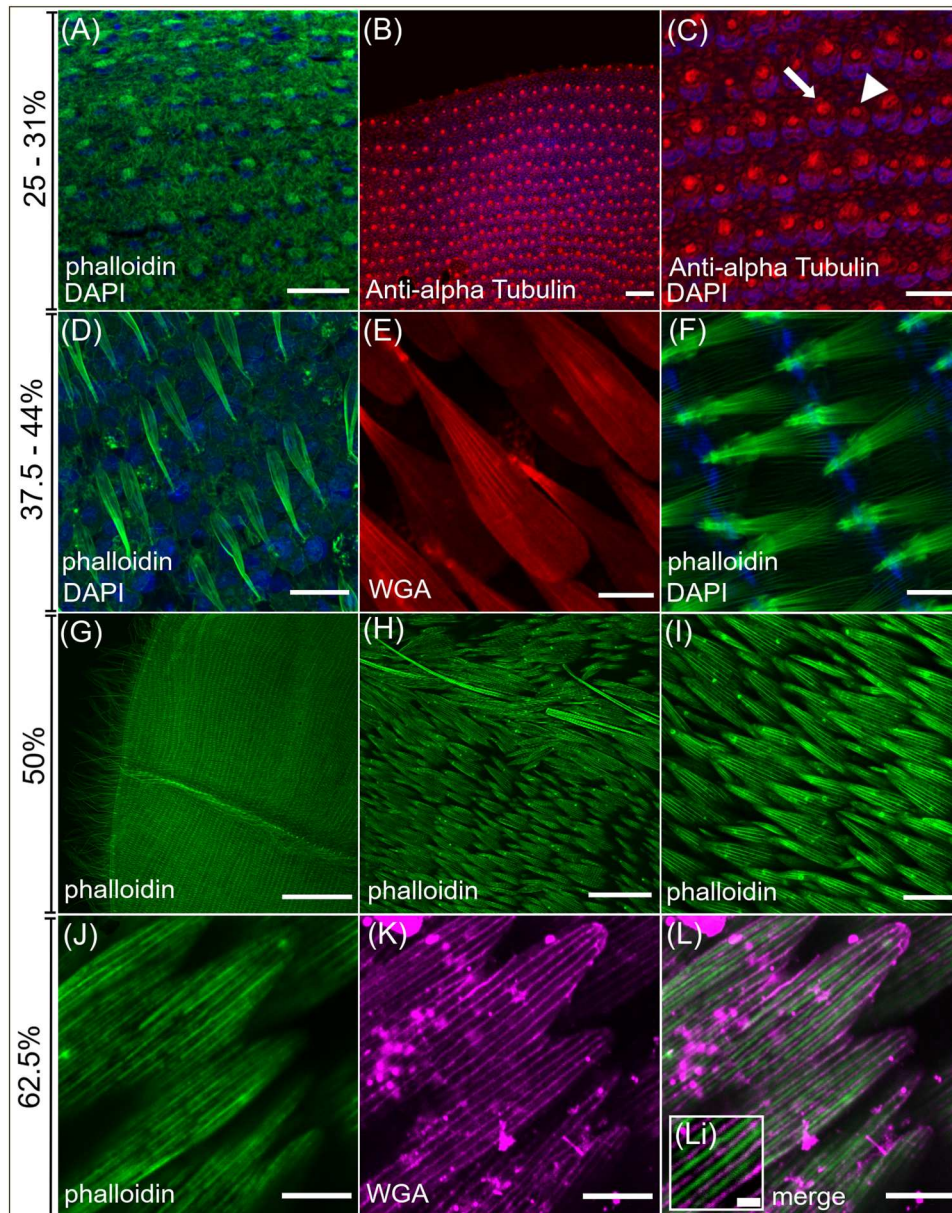 25 - 31%
(A)
phalloidin
DAPI
(B)
Anti-alpha Tubulin
(C)
Anti-alpha Tubulin
DAPI
37.5 - 44%
(D)
phalloidin
DAPI
(E)
WGA
(F)
phalloidin
DAPI
50%
(G)
phalloidin
(H)
phalloidin
(I)
phalloidin
62.5%
(J)
phalloidin
(K)
WGA
(L)
(Li)
merge